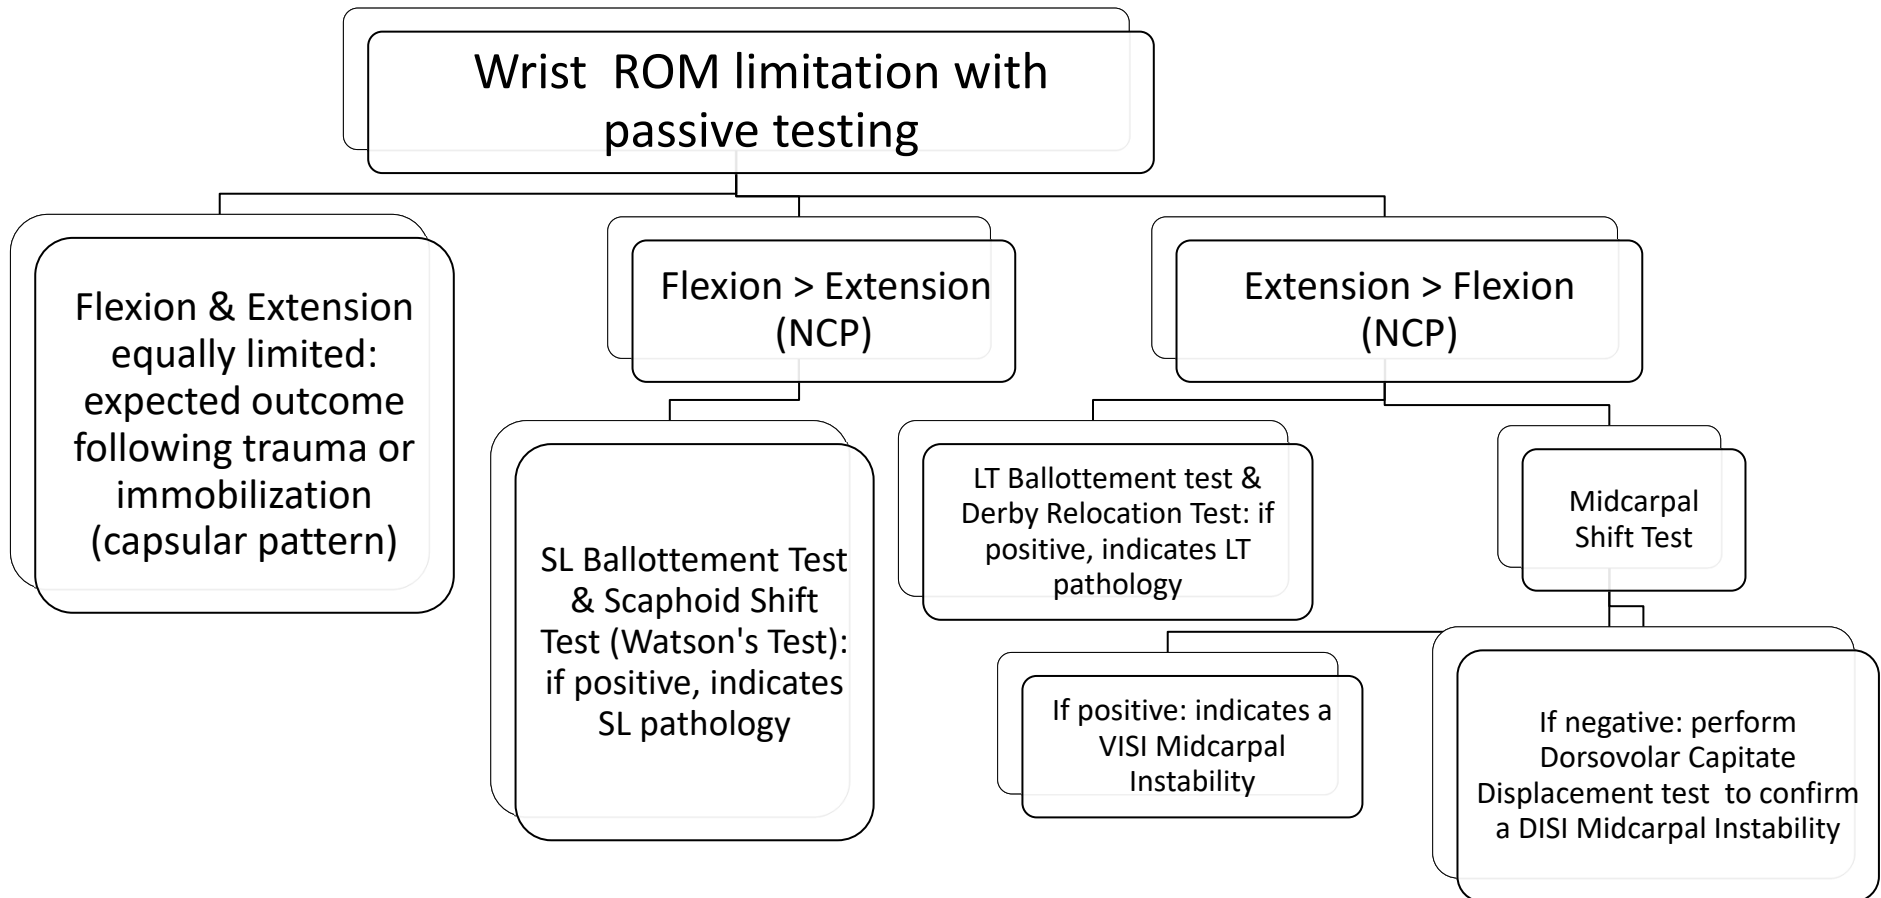 Wrist  ROM limitation with
passive testing
Flexion & Extension
equally limited:
expected outcome
following trauma or
immobilization
(capsular pattern)
Flexion > Extension
(NCP)
SL Ballottement Test
& Scaphoid Shift
Test (Watson's Test):
if positive, indicates
SL pathology
Extension > Flexion
(NCP)
LT Ballottement test &
Derby Relocation Test: if
positive, indicates LT
pathology
Midcarpal
Shift Test
If positive: indicates a
VISI Midcarpal
Instability
If negative: perform
Dorsovolar Capitate
Displacement test  to confirm
a DISI Midcarpal Instability